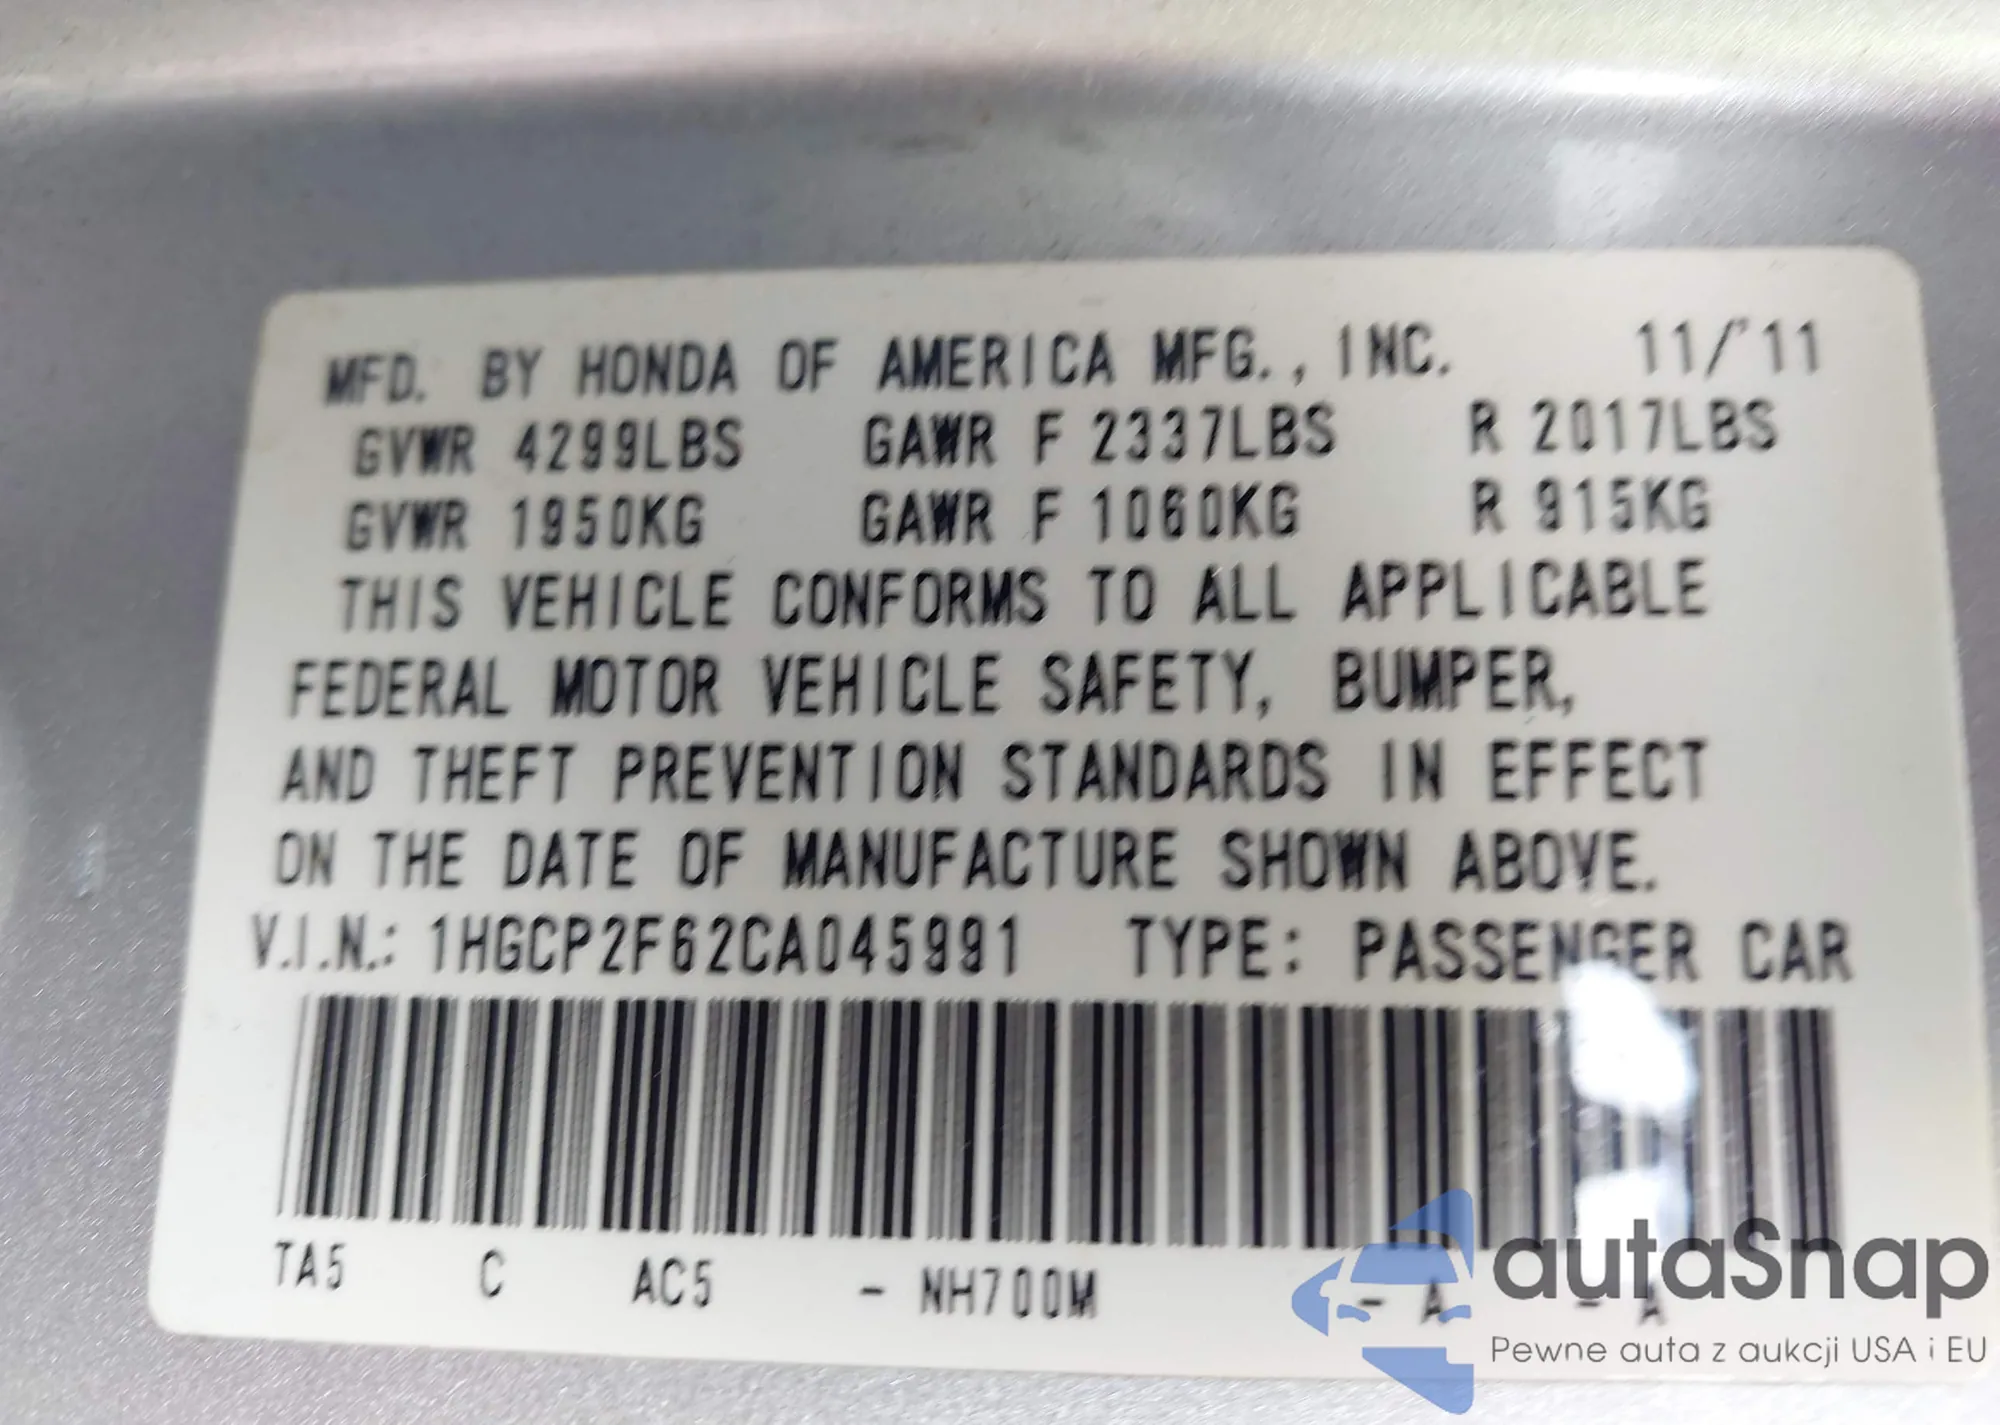 MFD. BY HONDA OF AMERICA MFG., INC. 11/'11
GVWR 4299LBS GAWR F 2337LBS R 2017LBS
GVWR 1950KG GAWR F 1060KG R 915KG
THIS VEHICLE CONFORMS TO ALL APPLICABLE
FEDERAL MOTOR VEHICLE SAFETY, BUMPER,
AND THEFT PREVENTION STANDARDS IN EFFECT
ON THE DATE OF MANUFACTURE SHOWN ABOVE.
V.I.N.: 1HGCP2F62CA045991 TYPE: PASSENGER CAR
TA5 C AC5 - NH700M - A - A
autaSnap
Pewne auta z aukcji USA i EU